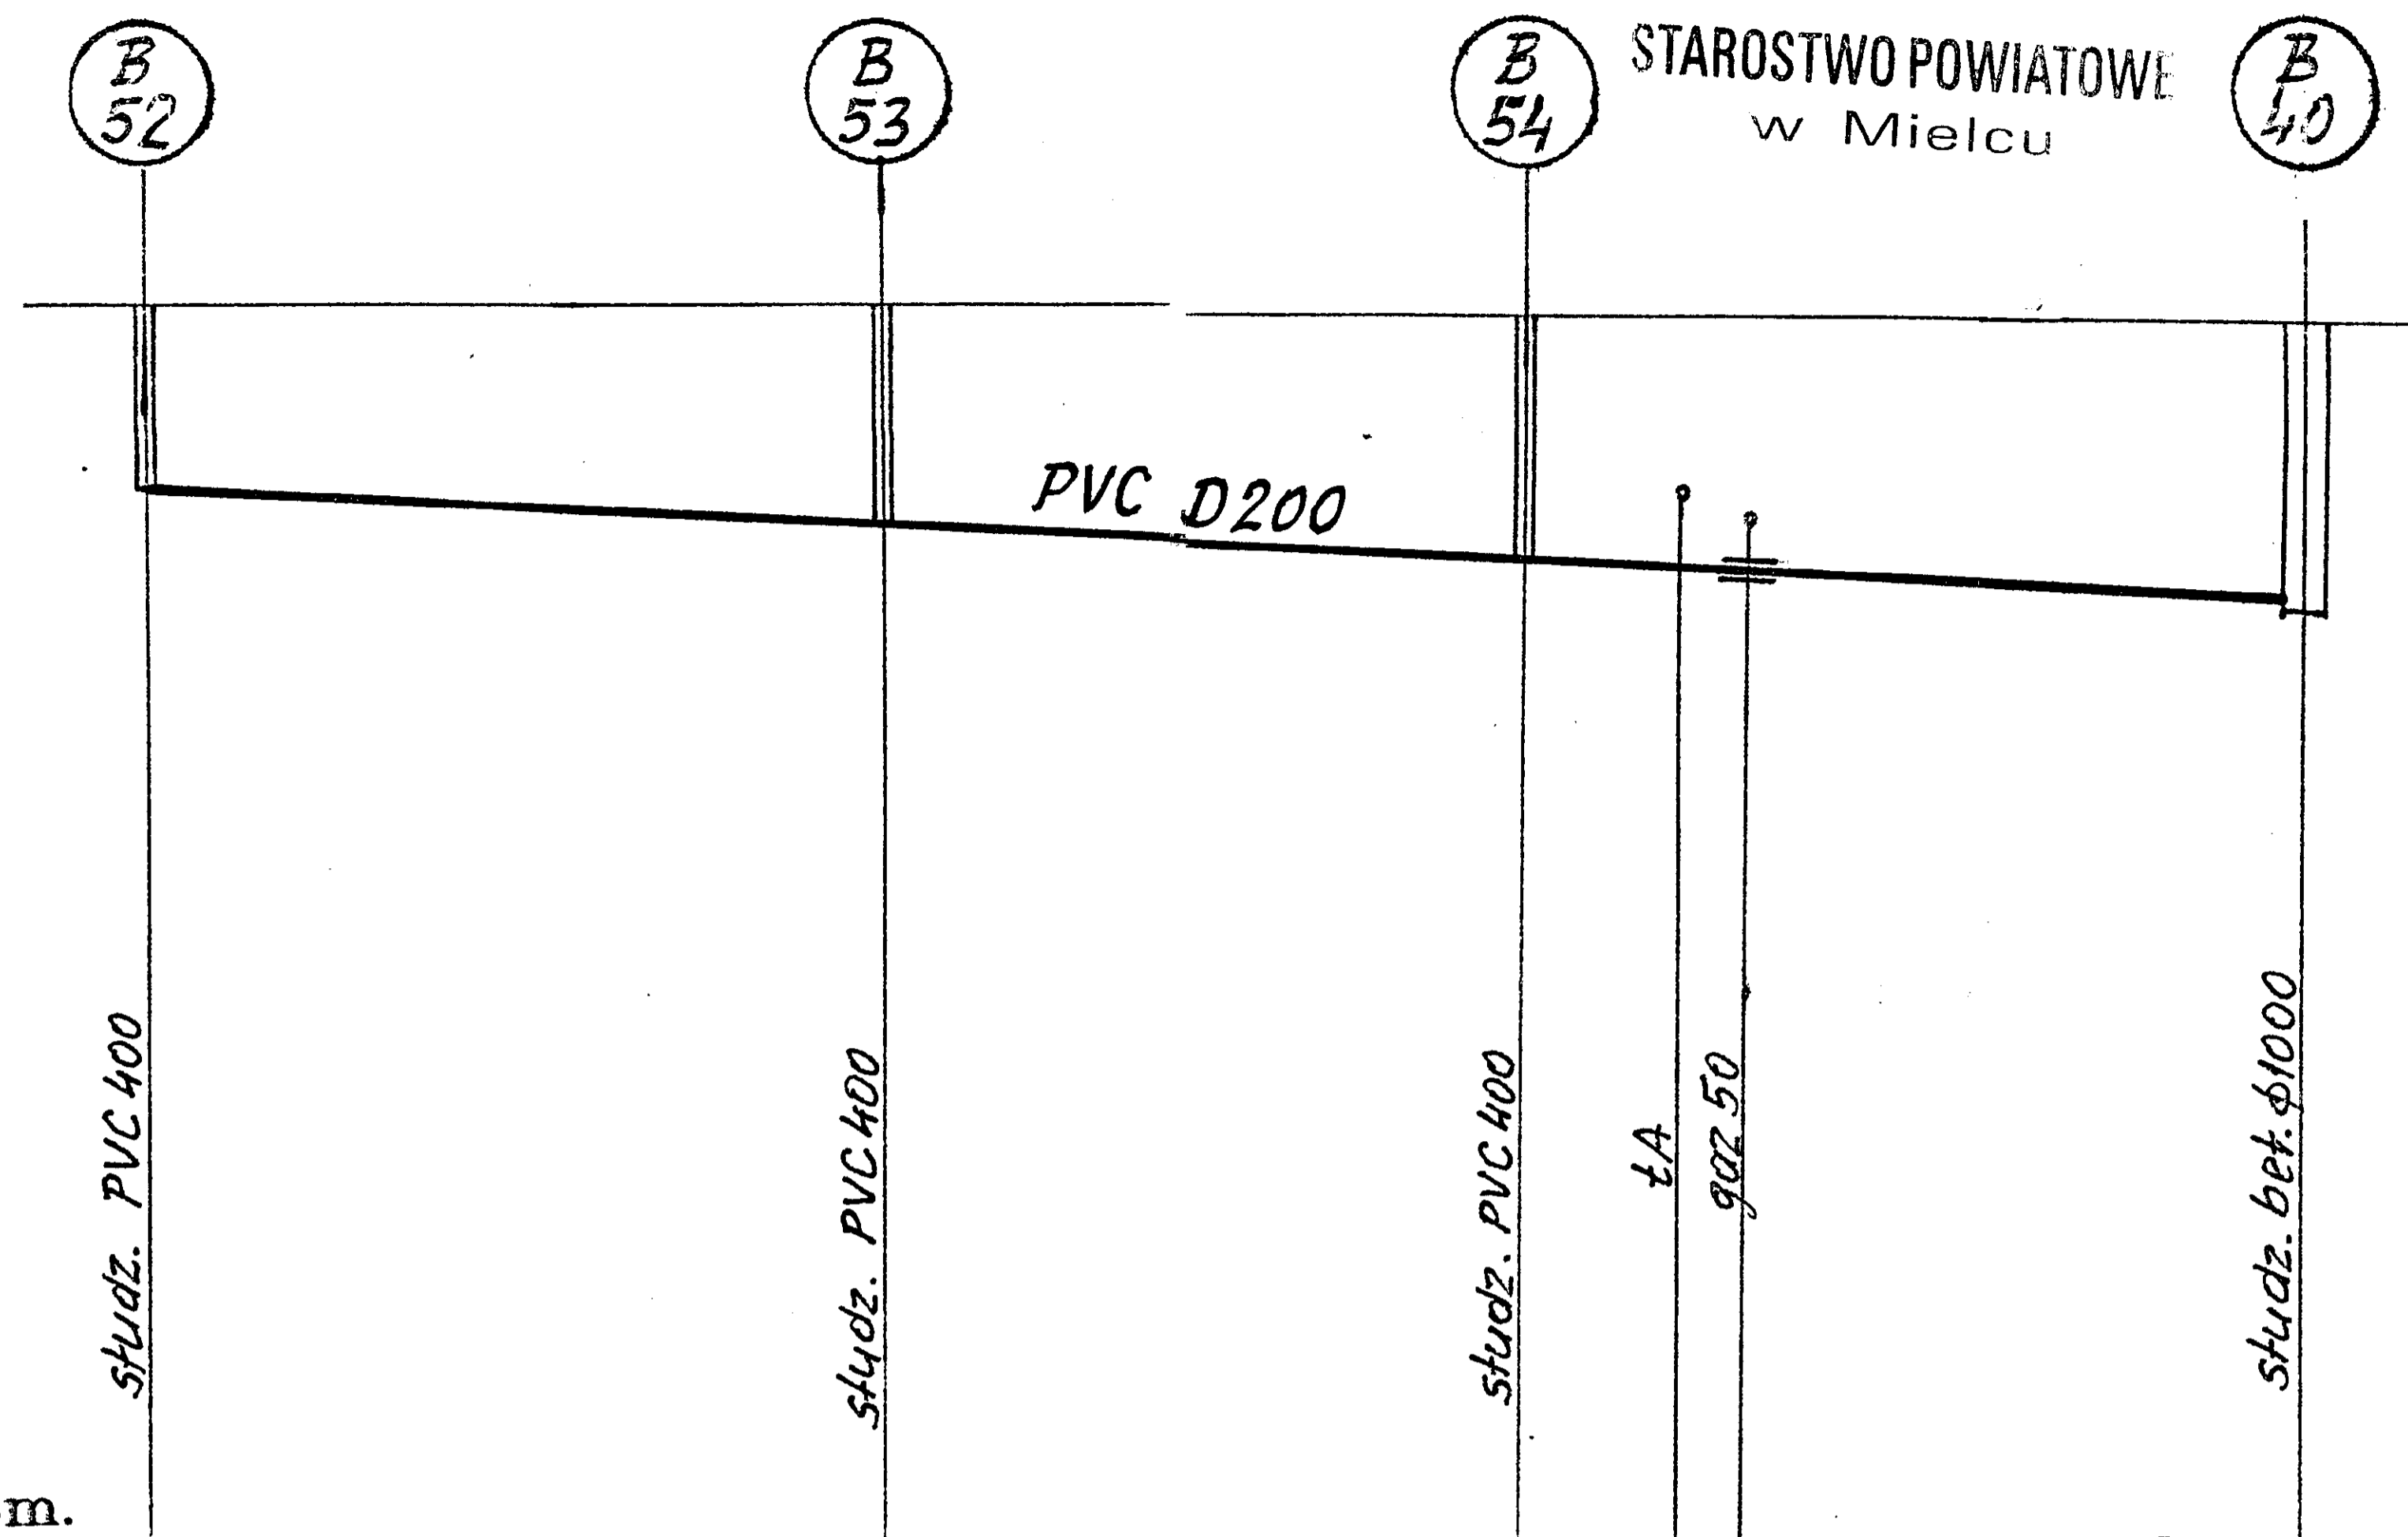 B
52
B
53
B
54
STAROSTWO POWIATOWE
w Mielcu
B
40
PVC D200
studz. PVC 400
studz. PVC 400
studz. PVC 400
tA
gaz 50
studz. bet. ϕ1000
m.